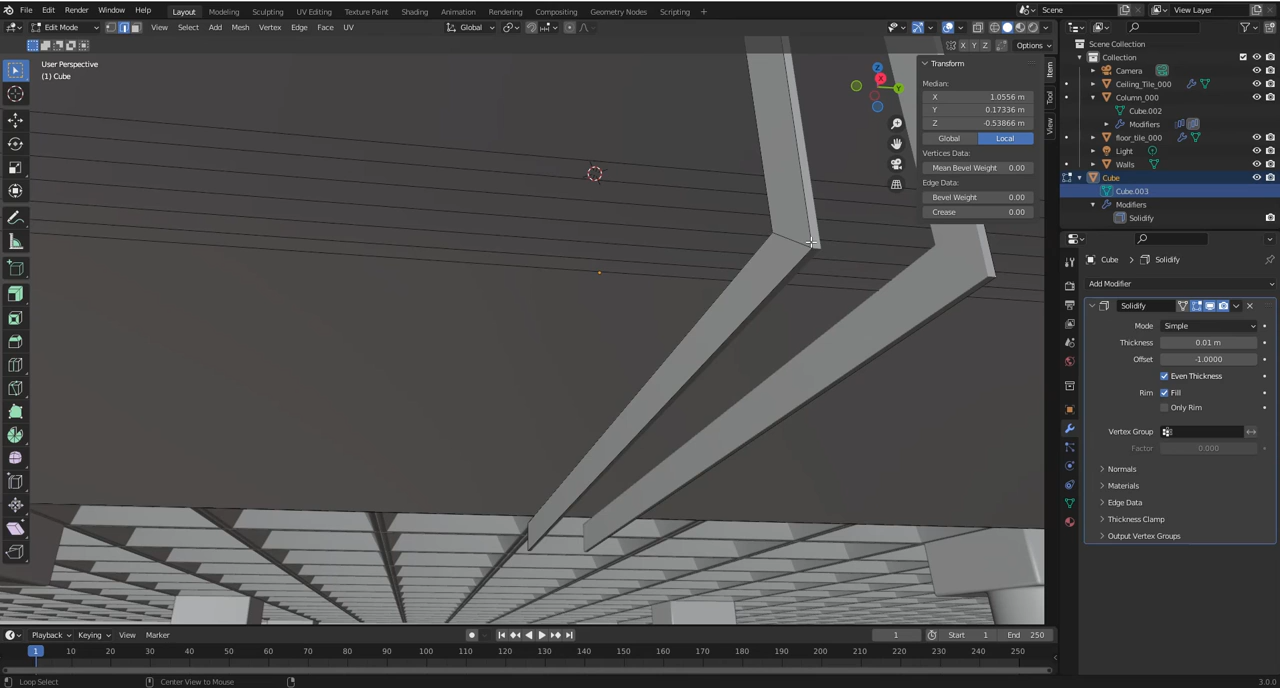 File Edit Render Window Help Layout Modeling Sculpting UV Editing Texture Paint Shading Animation Rendering Compositing Geometry Nodes Scripting + Scene View Layer
Edit Mode View Select Add Mesh Vertex Edge Face UV Global
X Y Z Options
User Perspective
(1) Cube
Z X Y
Transform
Median:
X 1.0556 m
Y 0.17336 m
Z -0.53866 m
Global Local
Vertices Data:
Mean Bevel Weight 0.00
Edge Data:
Bevel Weight 0.00
Crease 0.00
Item
Tool
View
Scene Collection
Collection
Camera
Ceiling_Tile_000
Column_000
Cube.002
Modifiers
floor_tile_000
Light
Walls
Cube
Cube.003
Modifiers
Solidify
Cube > Solidify
Add Modifier
Solidify
Mode Simple
Thickness 0.01 m
Offset -1.0000
Even Thickness
Rim Fill
Only Rim
Vertex Group
Factor 0.000
Normals
Materials
Edge Data
Thickness Clamp
Output Vertex Groups
Playback Keying View Marker 1 Start 1 End 250
1 10 20 30 40 50 60 70 80 90 100 110 120 130 140 150 160 170 180 190 200 210 220 230 240 250
Loop Select Center View to Mouse 3.0.0